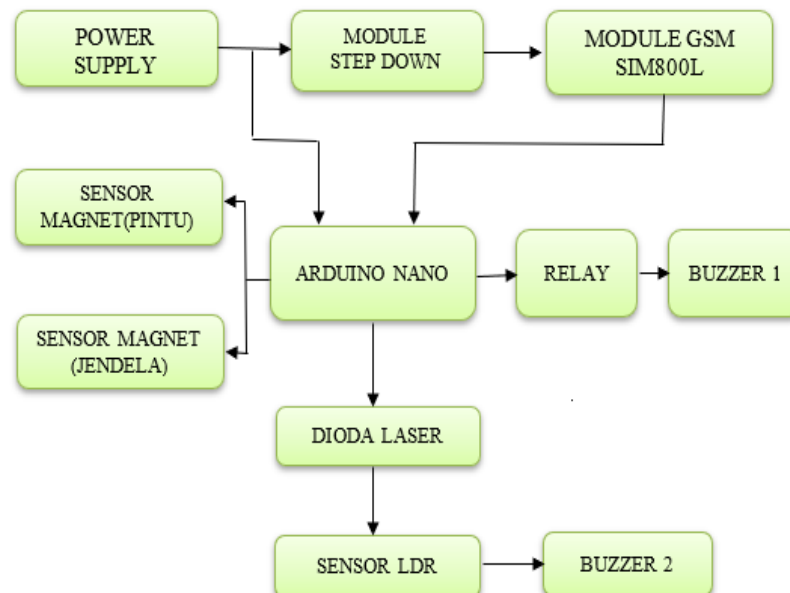 POWER
SUPPLY
MODULE
STEP DOWN
MODULE GSM
SIM800L
SENSOR
MAGNET(PINTU)
ARDUINO NANO
RELAY
BUZZER 1
SENSOR MAGNET
(JENDELA)
DIODA LASER
SENSOR LDR
BUZZER 2